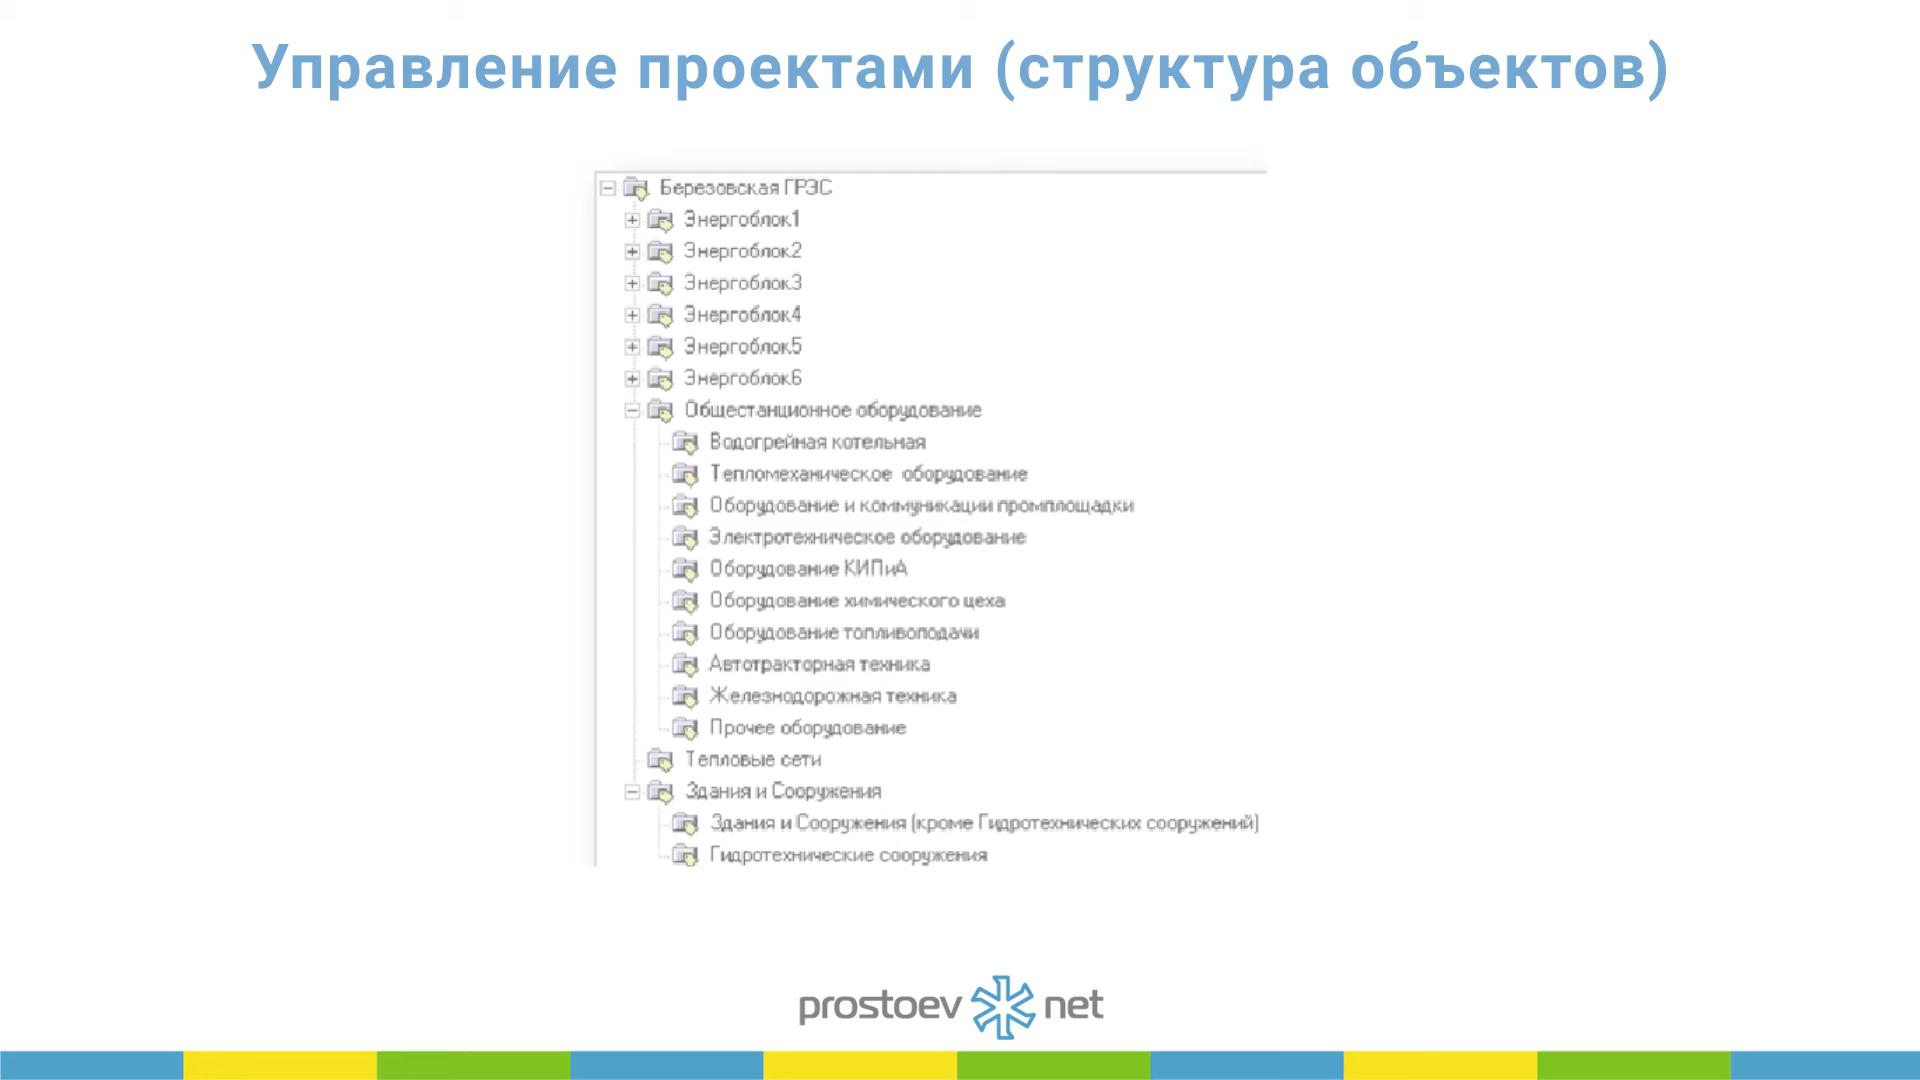 Управление проектами (структура объектов)
Березовская ГРЭС
Энергоблок1
Энергоблок2
Энергоблок3
Энергоблок4
Энергоблок5
Энергоблок6
Общестанционное оборудование
Водогрейная котельная
Тепломеханическое оборудование
Оборудование и коммуникации промплощадки
Электротехническое оборудование
Оборудование КИПиА
Оборудование химического цеха
Оборудование топливоподачи
Автотракторная техника
Железнодорожная техника
Прочее оборудование
Тепловые сети
Здания и Сооружения
Здания и Сооружения (кроме Гидротехнических сооружений)
Гидротехнические сооружения
prostoev net